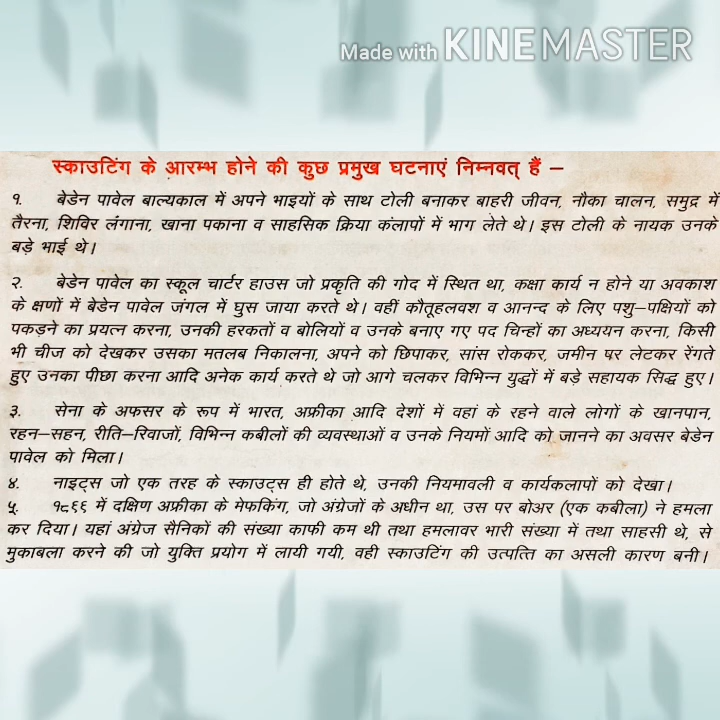 Made with KINEMASTER
स्काउटिंग के आरम्भ होने की कुछ प्रमुख घटनाएं निम्नवत् हैं –
१. बेडेन पावेल बाल्यकाल में अपने भाइयों के साथ टोली बनाकर बाहरी जीवन, नौका चालन, समुद्र में
तैरना, शिविर लंगाना, खाना पकाना व साहसिक क्रिया कंलापों में भाग लेते थे। इस टोली के नायक उनके
बड़े भाई थे।
२. बेडेन पावेल का स्कूल चार्टर हाउस जो प्रकृति की गोद में स्थित था, कक्षा कार्य न होने या अवकाश
के क्षणों में बेडेन पावेल जंगल में घुस जाया करते थे। वहीं कौतूहलवश व आनन्द के लिए पशु–पक्षियों को
पकड़ने का प्रयत्न करना, उनकी हरकतों व बोलियों व उनके बनाए गए पद चिन्हों का अध्ययन करना, किसी
भी चीज को देखकर उसका मतलब निकालना, अपने को छिपाकर, सांस रोककर, जमीन पर लेटकर रेंगते
हुए उनका पीछा करना आदि अनेक कार्य करते थे जो आगे चलकर विभिन्न युद्धों में बड़े सहायक सिद्ध हुए।
३. सेना के अफसर के रूप में भारत, अफ्रीका आदि देशों में वहां के रहने वाले लोगों के खानपान,
रहन–सहन, रीति–रिवाजों, विभिन्न कबीलों की व्यवस्थाओं व उनके नियमों आदि को जानने का अवसर बेडेन
पावेल को मिला।
४. नाइट्स जो एक तरह के स्काउट्स ही होते थे, उनकी नियमावली व कार्यकलापों को देखा।
५. १८६६ में दक्षिण अफ्रीका के मेफकिंग, जो अंग्रेजों के अधीन था, उस पर बोअर (एक कबीला) ने हमला
कर दिया। यहां अंग्रेज सैनिकों की संख्या काफी कम थी तथा हमलावर भारी संख्या में तथा साहसी थे, से
मुकाबला करने की जो युक्ति प्रयोग में लायी गयी, वही स्काउटिंग की उत्पत्ति का असली कारण बनी।